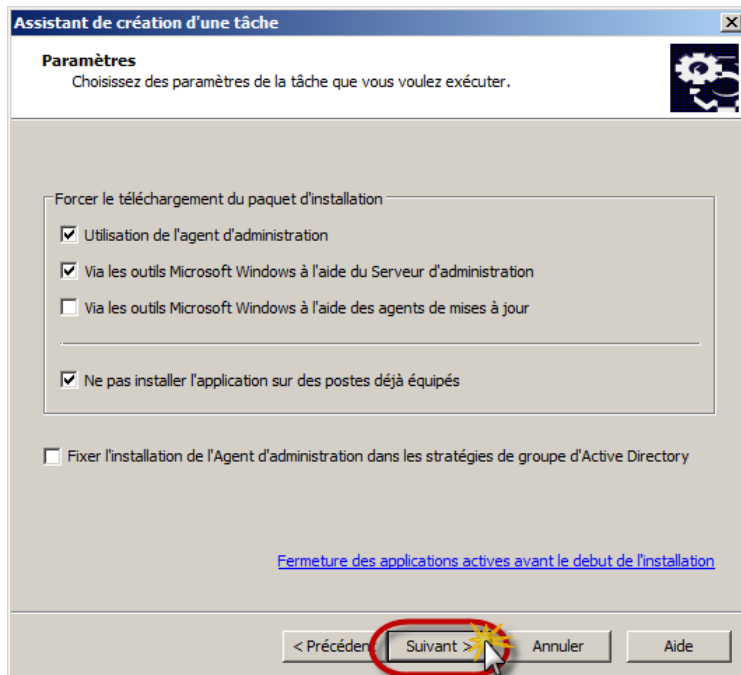 Assistant de création d'une tâche
Paramètres
Choisissez des paramètres de la tâche que vous voulez exécuter.
Forcer le téléchargement du paquet d'installation
Utilisation de l'agent d'administration
Via les outils Microsoft Windows à l'aide du Serveur d'administration
Via les outils Microsoft Windows à l'aide des agents de mises à jour
Ne pas installer l'application sur des postes déjà équipés
Fixer l'installation de l'Agent d'administration dans les stratégies de groupe d'Active Directory
Fermeture des applications actives avant le debut de l'installation
< Précédent Suivant > Annuler Aide